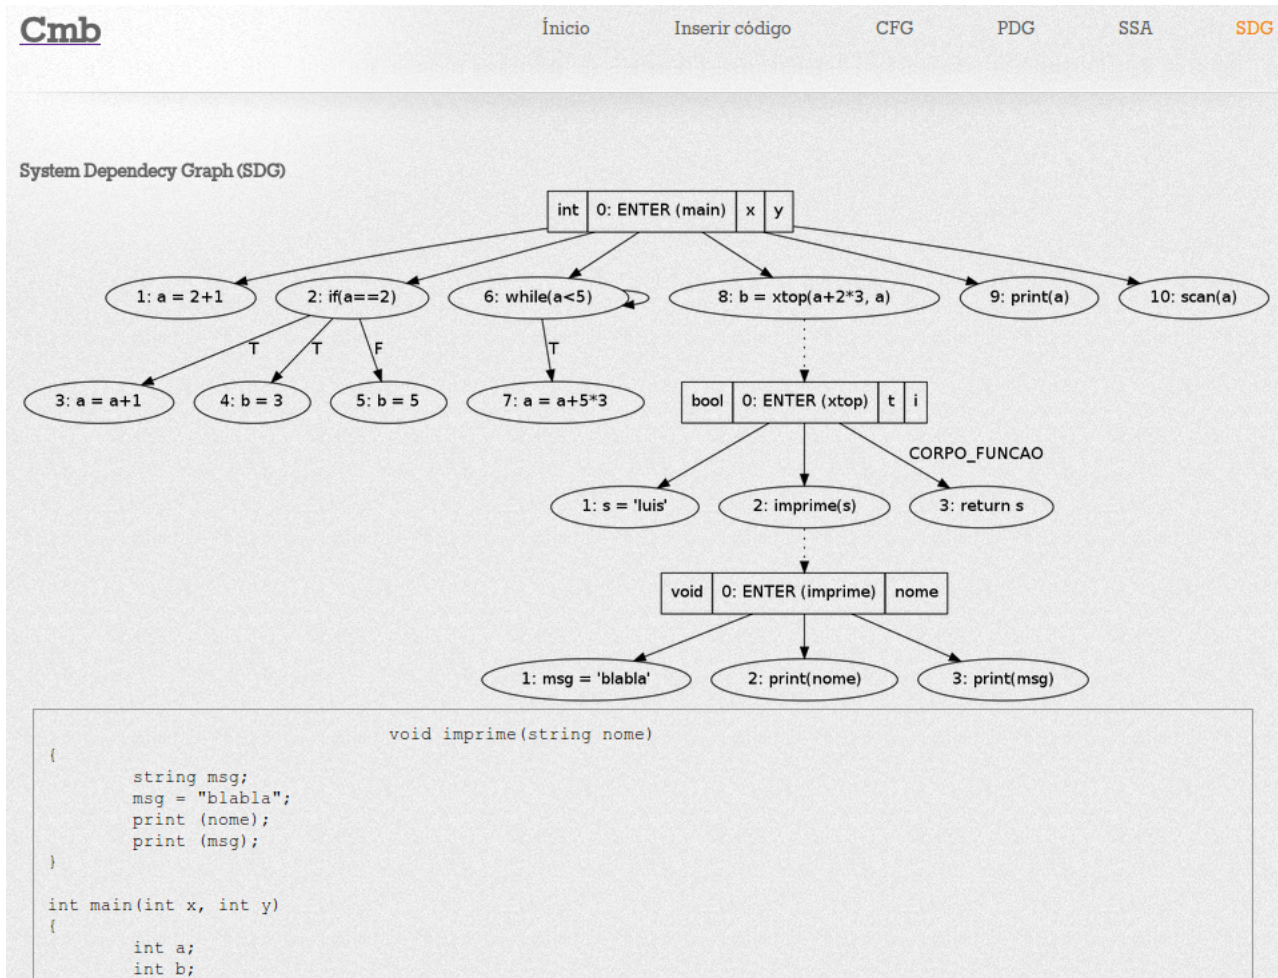 Cmb
Ínicio Inserir código CFG PDG SSA SDG
System Dependecy Graph (SDG)
int 0: ENTER (main) x y
1: a = 2+1 2: if(a==2) 6: while(a<5) 8: b = xtop(a+2*3, a) 9: print(a) 10: scan(a)
T T F T
3: a = a+1 4: b = 3 5: b = 5 7: a = a+5*3 bool 0: ENTER (xtop) t i
CORPO_FUNCAO
1: s = 'luis' 2: imprime(s) 3: return s
void 0: ENTER (imprime) nome
1: msg = 'blabla' 2: print(nome) 3: print(msg)
void imprime(string nome)
{
string msg;
msg = "blabla";
print (nome);
print (msg);
}
int main(int x, int y)
{
int a;
int b;